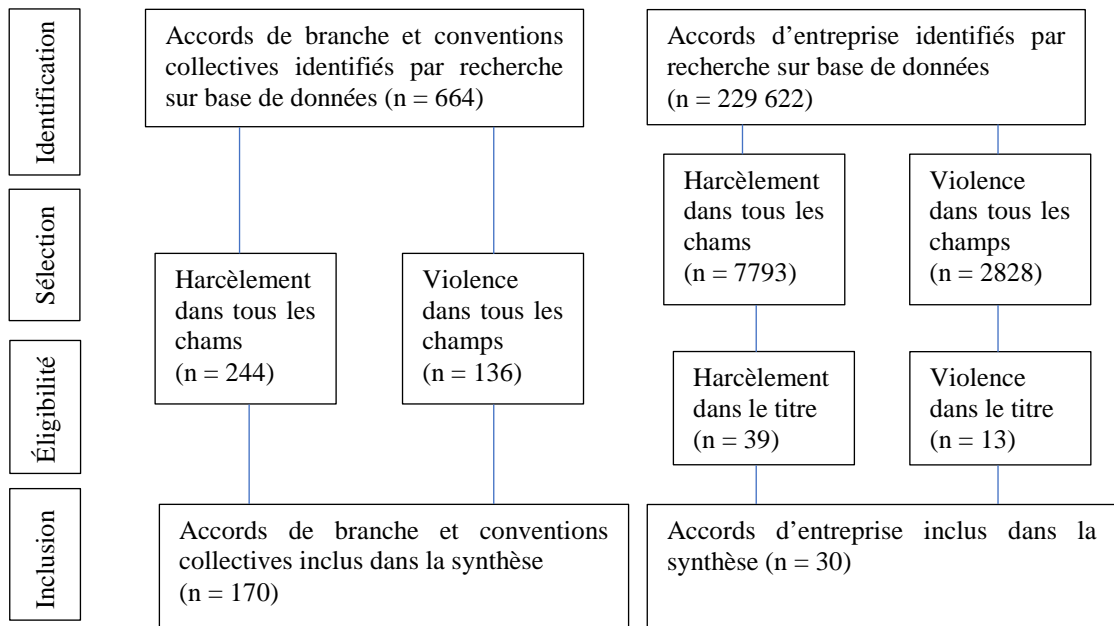 Identification
Accords de branche et conventions
collectives identifiés par recherche
sur base de données (n = 664)
Accords d'entreprise identifiés par
recherche sur base de données
(n = 229 622)
Sélection
Harcèlement
dans tous les
chams
(n = 244)
Violence
dans tous les
champs
(n = 136)
Harcèlement
dans tous les
chams
(n = 7793)
Violence
dans tous les
champs
(n = 2828)
Éligibilité
Harcèlement
dans le titre
(n = 39)
Violence
dans le titre
(n = 13)
Inclusion
Accords de branche et conventions
collectives inclus dans la synthèse
(n = 170)
Accords d'entreprise inclus dans la
synthèse (n = 30)